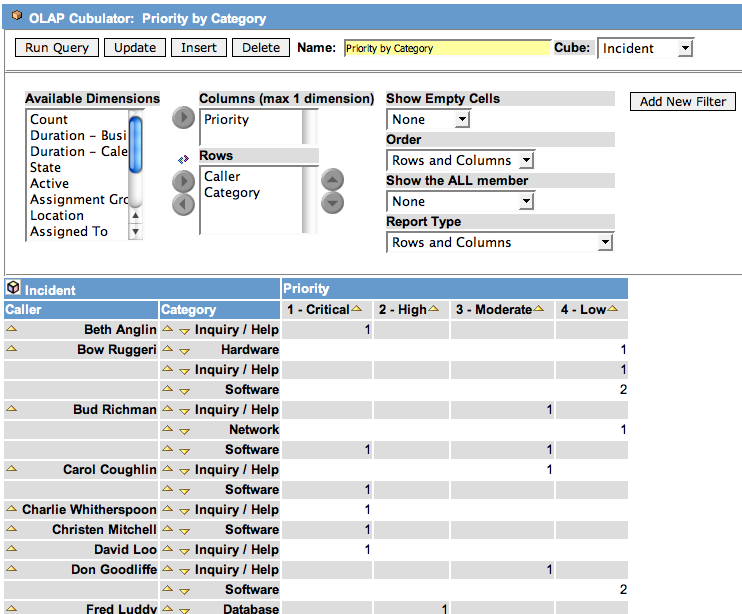 OLAP Cubulator: Priority by Category
Run Query Update Insert Delete Name: Priority by Category Cube: Incident
Available Dimensions
Count
Duration - Busi
Duration - Cale
State
Active
Assignment Grc
Location
Assigned To
Columns (max 1 dimension)
Priority
Rows
Caller
Category
Show Empty Cells
None
Order
Rows and Columns
Show the ALL member
None
Report Type
Rows and Columns
Add New Filter
Incident Priority
Caller Category 1 - Critical 2 - High 3 - Moderate 4 - Low
Beth Anglin Inquiry / Help 1
Bow Ruggeri Hardware 1
Inquiry / Help 1
Software 2
Bud Richman Inquiry / Help 1
Network 1
Software 1 1
Carol Coughlin Inquiry / Help 1
Software 1
Charlie Whitherspoon Inquiry / Help 1
Christen Mitchell Software 1
David Loo Inquiry / Help 1
Don Goodliffe Inquiry / Help 1
Software 2
Fred Luddy Database 1